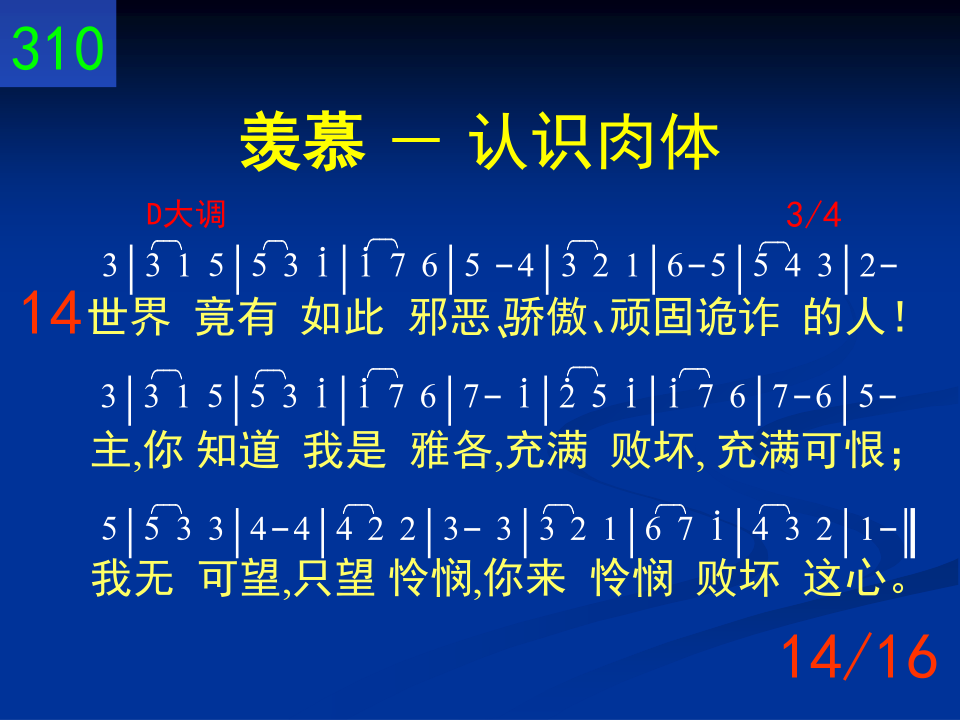 310
羡慕 － 认识肉体
D大调 3/4
3|3 1 5|5 3 i|i 7 6|5 -4|3 2 1|6-5|5 4 3|2-
14世界 竟有 如此 邪恶、骄傲、顽固诡诈 的人！
3|3 1 5|5 3 i|i 7 6|7- i|2̇ 5 i|i 7 6|7-6|5-
主,你 知道 我是 雅各,充满 败坏, 充满可恨；
5|5 3 3|4-4|4 2 2|3- 3|3 2 1|6 7 i|4 3 2|1-‖
我无 可望,只望 怜悯,你来 怜悯 败坏 这心。
14/16